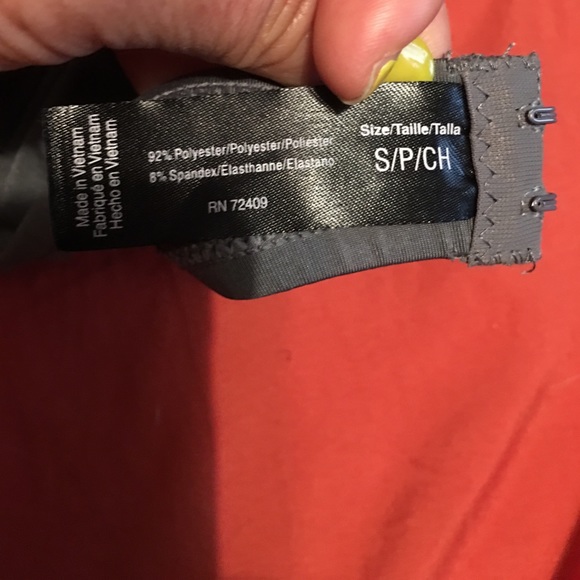 Made in Vietnam
Fabriqué en Vietnam
Hecho en Vietnam
92% Polyester/Polyester/Poliester
8% Spandex/Élasthanne/Elastano
RN 72409
Size/Taille/Talla
S/P/CH